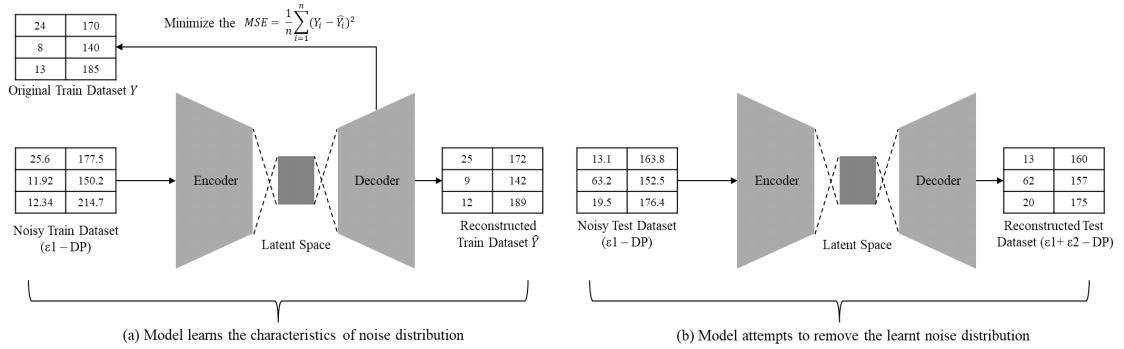 24 170
8 140
13 185
Original Train Dataset Y
Minimize the MSE = \frac{1}{n}\sum_{i=1}^{n}(Y_i - \hat{Y}_i)^2
25.6 177.5
11.92 150.2
12.34 214.7
Noisy Train Dataset
(ε1 – DP)
Encoder
Latent Space
Decoder
25 172
9 142
12 189
Reconstructed
Train Dataset Ŷ
(a) Model learns the characteristics of noise distribution
13.1 163.8
63.2 152.5
19.5 176.4
Noisy Test Dataset
(ε1 – DP)
Encoder
Latent Space
Decoder
13 160
62 157
20 175
Reconstructed Test
Dataset (ε1+ ε2 – DP)
(b) Model attempts to remove the learnt noise distribution